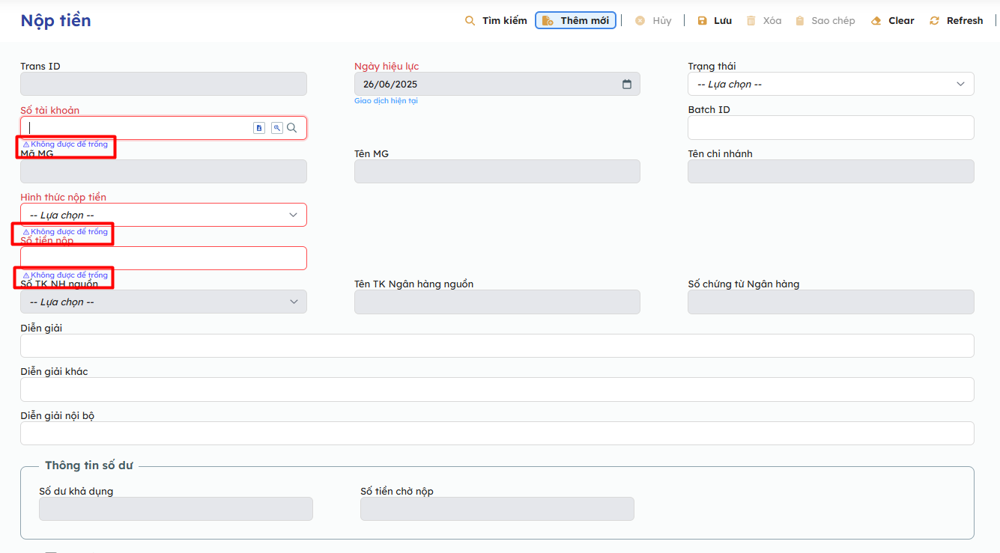 Nộp tiền
Tìm kiếm Thêm mới Hủy Lưu Xóa Sao chép Clear Refresh
Trans ID Ngày hiệu lực Trạng thái
26/06/2025 -- Lựa chọn --
Giao dịch hiện tại
Số tài khoản Batch ID
Không được để trống
Mã MG Tên MG Tên chi nhánh
Hình thức nộp tiền
-- Lựa chọn --
Không được để trống
Số tiền nộp
Không được để trống
Số TK NH nguồn Tên TK Ngân hàng nguồn Số chứng từ Ngân hàng
-- Lựa chọn --
Diễn giải
Diễn giải khác
Diễn giải nội bộ
Thông tin số dư
Số dư khả dụng Số tiền chờ nộp